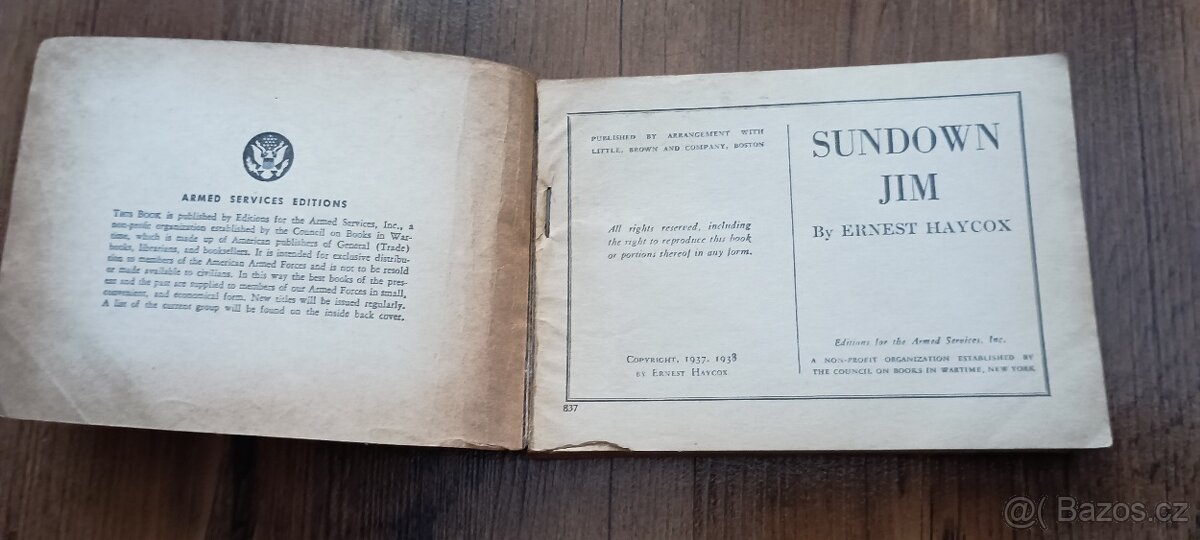 ARMED SERVICES EDITIONS
THIS BOOK is published by Editions for the Armed Services, Inc., a
non-profit organization established by the Council on Books in War-
time, which is made up of American publishers of General (Trade)
books, librarians, and booksellers. It is intended for exclusive distribu-
tion to members of the American Armed Forces and is not to be resold
or made available to civilians. In this way the best books of the pres-
ent and the past are supplied to members of our Armed Forces in small,
convenient, and economical form. New titles will be issued regularly.
A list of the current group will be found on the inside back cover.
PUBLISHED BY ARRANGEMENT WITH
LITTLE, BROWN AND COMPANY, BOSTON
All rights reserved, including
the right to reproduce this book
or portions thereof in any form.
COPYRIGHT, 1937, 1938
BY ERNEST HAYCOX
837
SUNDOWN
JIM
By ERNEST HAYCOX
Editions for the Armed Services, Inc.
A NON-PROFIT ORGANIZATION ESTABLISHED BY
THE COUNCIL ON BOOKS IN WARTIME, NEW YORK
@( ) Bazos.cz